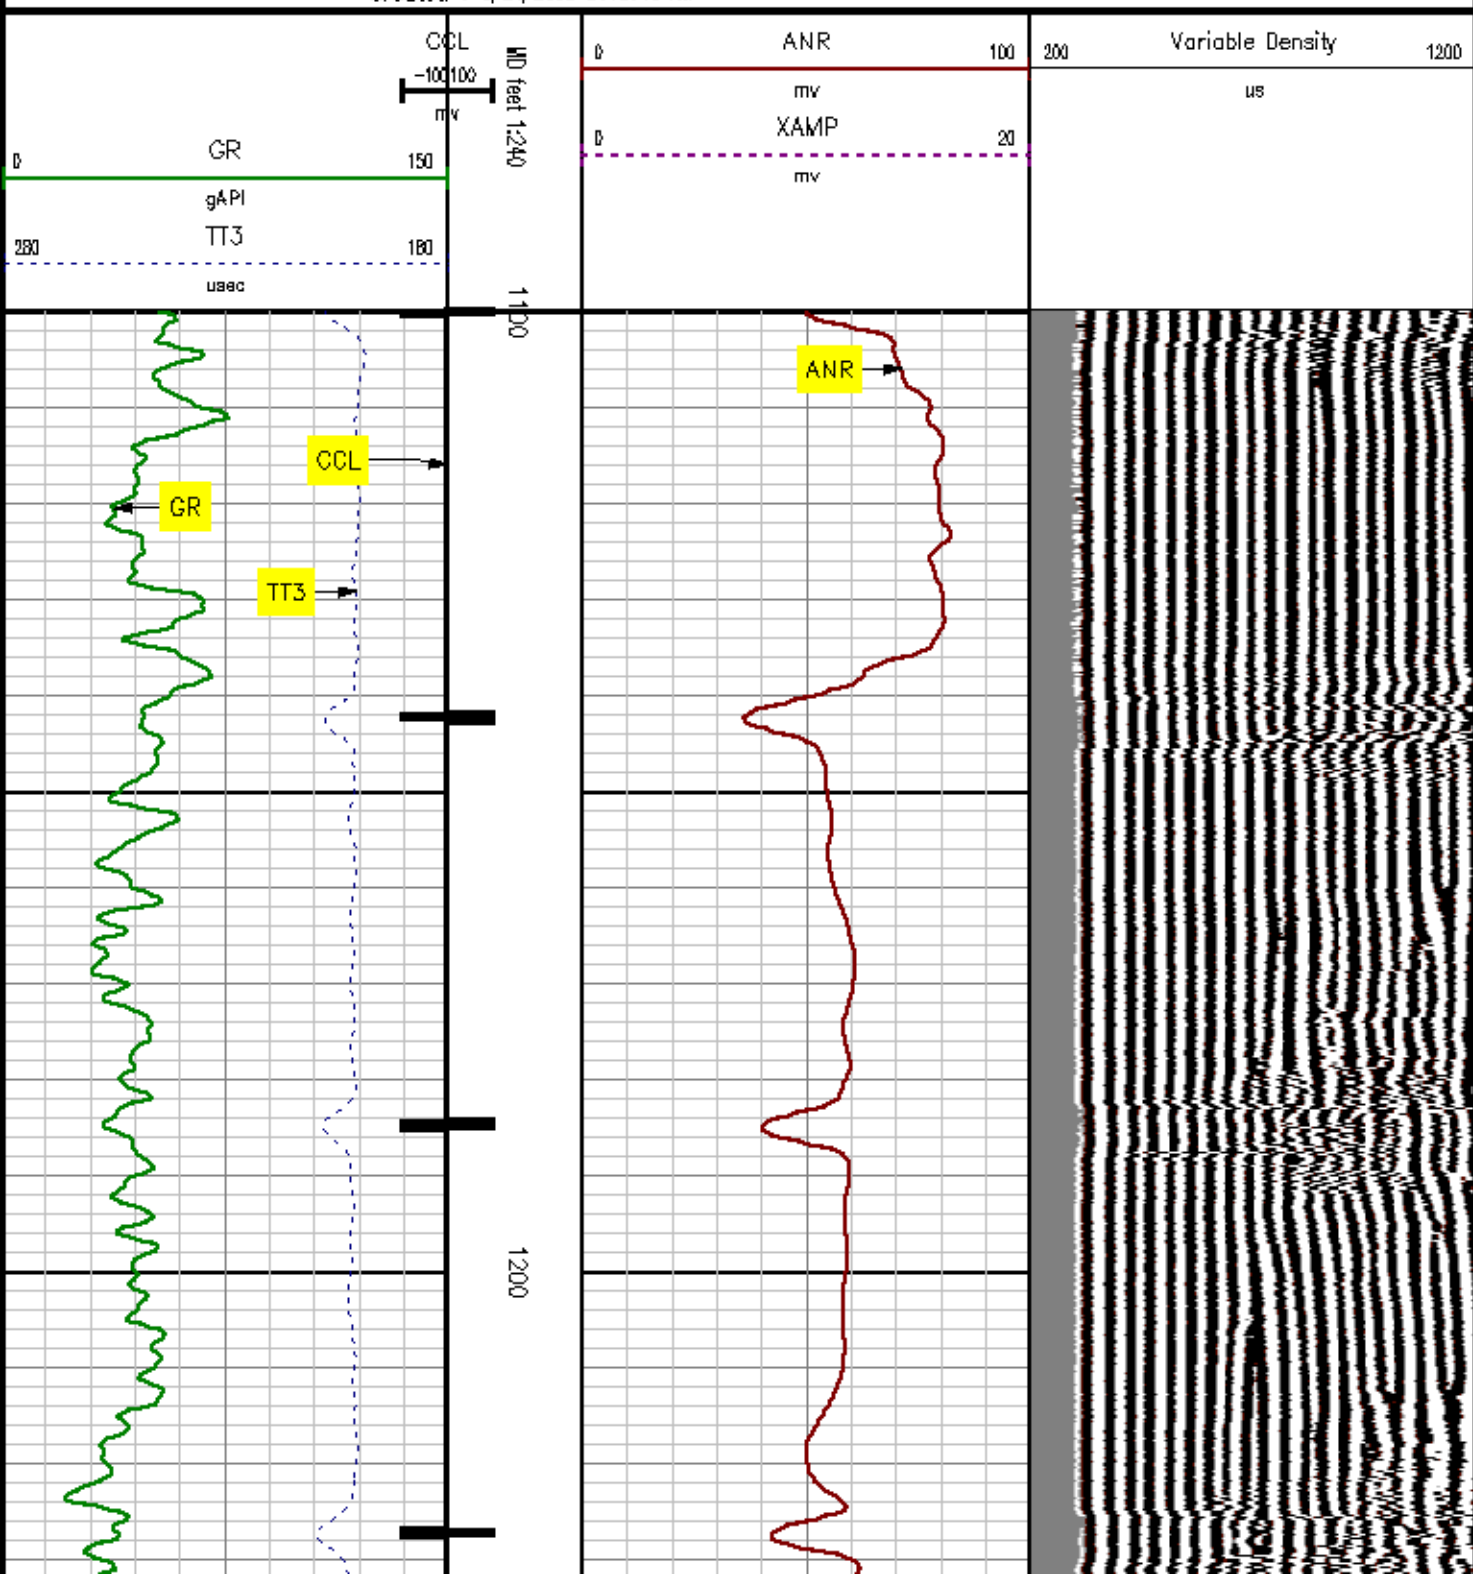 CCL
-100 100
mv
GR
0 150
gAPI
TT3
280 180
usec
MD feet 1:240
ANR
0 100
mv
XAMP
0 20
mv
Variable Density
200 1200
us
1100
ANR
CCL
GR
TT3
1200